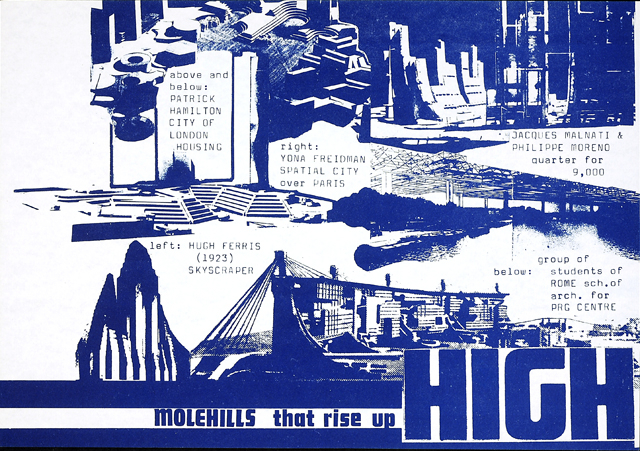 above and
below:
PATRICK
HAMILTON
CITY OF
LONDON
HOUSING
right:
YONA FREIDMAN
SPATIAL CITY
over PARIS
JACQUES MALNATI &
PHILIPPE MORENO
quarter for
9,000
left: HUGH FERRIS
(1923)
SKYSCRAPER
group of
below: students of
ROME sch.of
arch. for
PRG CENTRE
MOLEHILLS that rise up HIGH